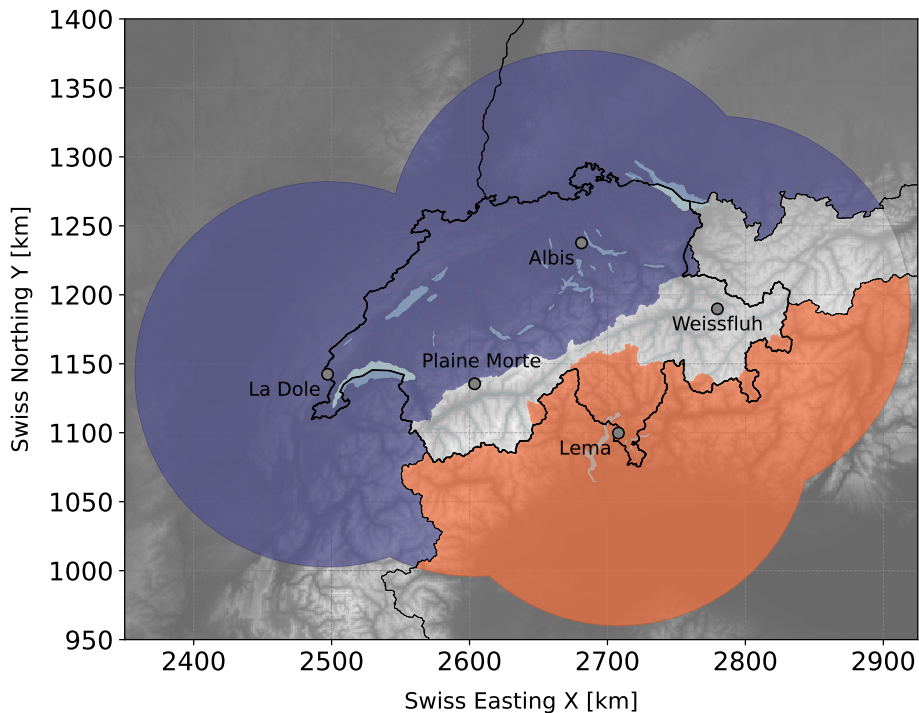 1400
1350
1300
1250
1200
1150
1100
1050
1000
950
Swiss Northing Y [km]
Albis
Weissfluh
Plaine Morte
La Dole
Lema
2400 2500 2600 2700 2800 2900
Swiss Easting X [km]